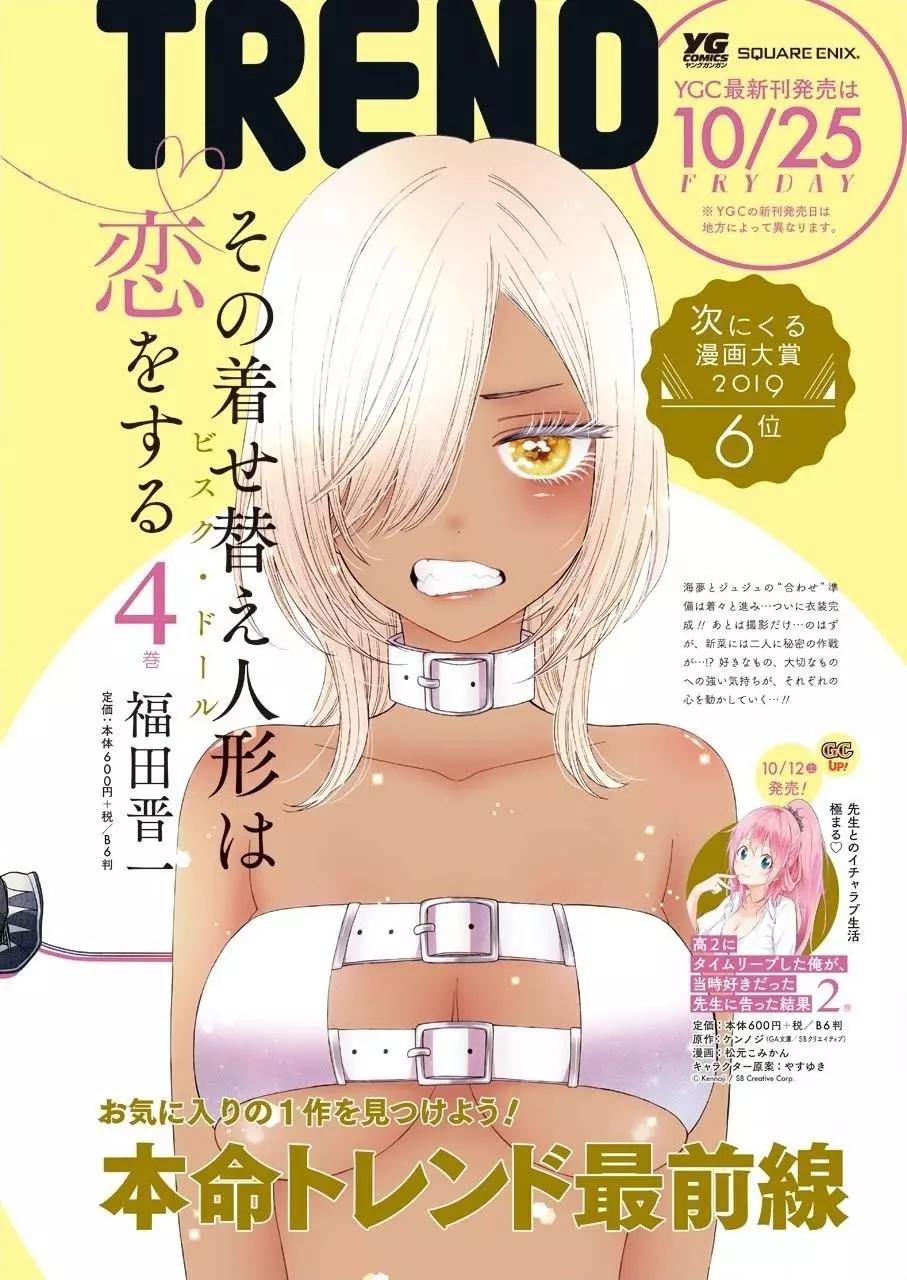 TREND
YG
COMICS
ヤングガンガン
SQUARE ENIX®
YGC最新刊発売は
10/25
FRYDAY
※YGCの新刊発売日は
地方によって異なります。
その着せ替え人形は
ビスク・ドール
恋をする
4
巻
福田晋一
定価:本体600円+税/B6判
次にくる
漫画大賞
2019
6位
海夢とジュジュの“合わせ”準
備は着々と進み…ついに衣装完
成!! あとは撮影だけ…のはず
が、新菜には二人に秘密の作戦
が…!? 好きなもの、大切なもの
への強い気持ちが、それぞれの
心を動かしていく…!!
10/12土
発売!
GC
UP!
先生とのイチャラブ生活
極まる♡
高2に
タイムリープした俺が、
当時好きだった
先生に告った結果 2巻
定価:本体600円+税/B6判
原作:ケンノジ(GA文庫/SBクリエイティブ)
漫画:松元こみかん
キャラクター原案:やすゆき
© Kennoji / SB Creative Corp.
お気に入りの1作を見つけよう!
本命トレンド最前線